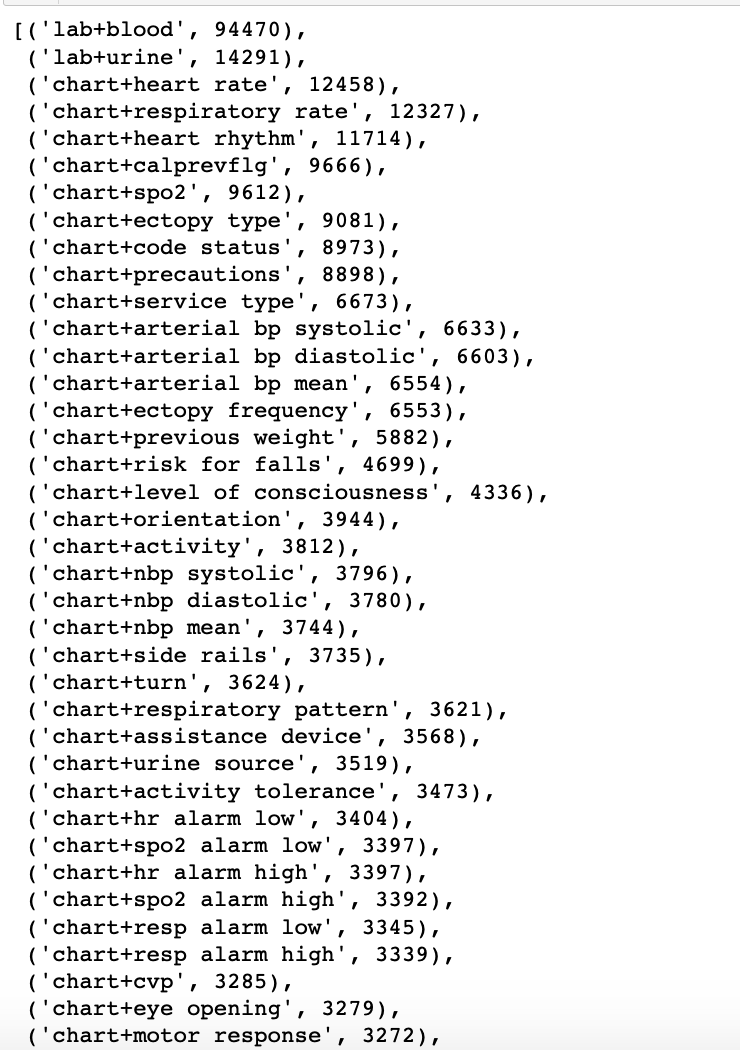 [('lab+blood', 94470),
('lab+urine', 14291),
('chart+heart rate', 12458),
('chart+respiratory rate', 12327),
('chart+heart rhythm', 11714),
('chart+calprevflg', 9666),
('chart+spo2', 9612),
('chart+ectopy type', 9081),
('chart+code status', 8973),
('chart+precautions', 8898),
('chart+service type', 6673),
('chart+arterial bp systolic', 6633),
('chart+arterial bp diastolic', 6603),
('chart+arterial bp mean', 6554),
('chart+ectopy frequency', 6553),
('chart+previous weight', 5882),
('chart+risk for falls', 4699),
('chart+level of consciousness', 4336),
('chart+orientation', 3944),
('chart+activity', 3812),
('chart+nbp systolic', 3796),
('chart+nbp diastolic', 3780),
('chart+nbp mean', 3744),
('chart+side rails', 3735),
('chart+turn', 3624),
('chart+respiratory pattern', 3621),
('chart+assistance device', 3568),
('chart+urine source', 3519),
('chart+activity tolerance', 3473),
('chart+hr alarm low', 3404),
('chart+spo2 alarm low', 3397),
('chart+hr alarm high', 3397),
('chart+spo2 alarm high', 3392),
('chart+resp alarm low', 3345),
('chart+resp alarm high', 3339),
('chart+cvp', 3285),
('chart+eye opening', 3279),
('chart+motor response', 3272),